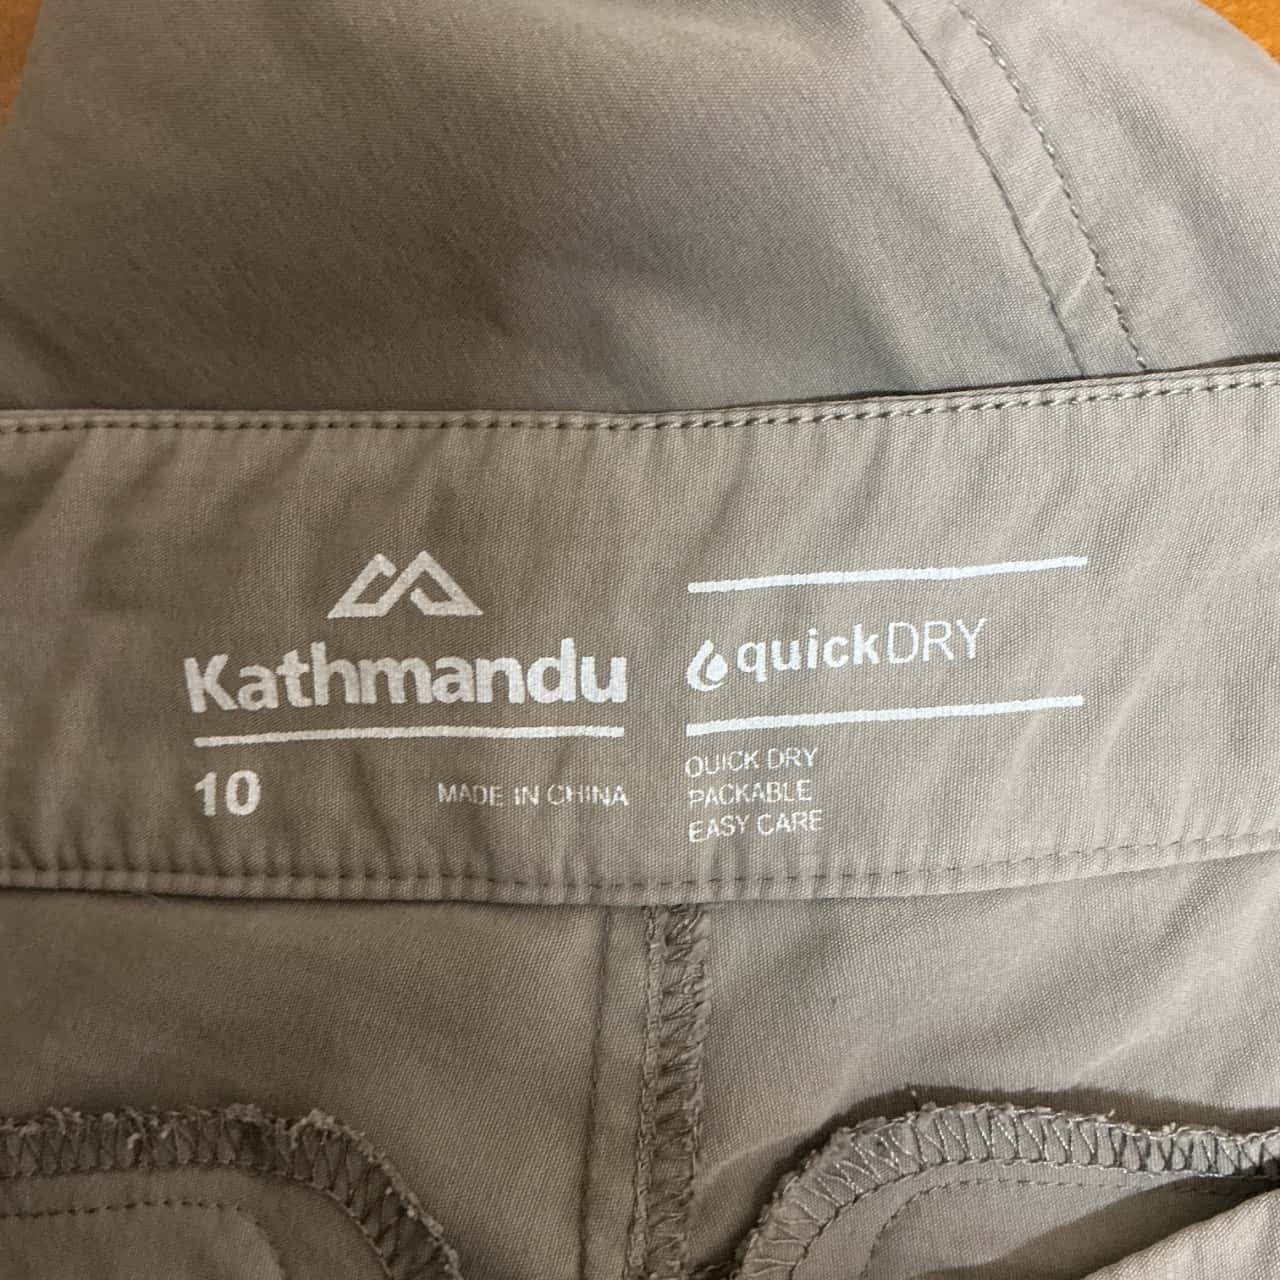 Kathmandu
10 MADE IN CHINA
quickDRY
QUICK DRY
PACKABLE
EASY CARE